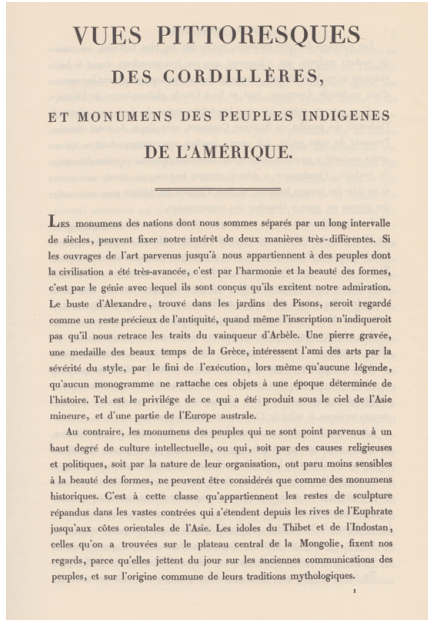 VUES PITTORESQUES
DES CORDILLÈRES,
ET MONUMENS DES PEUPLES INDIGENES
DE L'AMÉRIQUE.
LES monumens des nations dont nous sommes séparés par un long intervalle
de siècles, peuvent fixer notre intérêt de deux manières très-différentes. Si
les ouvrages de l'art parvenus jusqu'à nous appartiennent à des peuples dont
la civilisation a été très-avancée, c'est par l'harmonie et la beauté des formes,
c'est par le génie avec lequel ils sont conçus qu'ils excitent notre admiration.
Le buste d'Alexandre, trouvé dans les jardins des Pisons, seroit regardé
comme un reste précieux de l'antiquité, quand même l'inscription n'indiqueroit
pas qu'il nous retrace les traits du vainqueur d'Arbèle. Une pierre gravée,
une medaille des beaux temps de la Grèce, intéressent l'ami des arts par la
sévérité du style, par le fini de l'exécution, lors même qu'aucune légende,
qu'aucun monogramme ne rattache ces objets à une époque déterminée de
l'histoire. Tel est le privilége de ce qui a été produit sous le ciel de l'Asie
mineure, et d'une partie de l'Europe australe.
Au contraire, les monumens des peuples qui ne sont point parvenus à un
haut degré de culture intellectuelle, ou qui, soit par des causes religieuses
et politiques, soit par la nature de leur organisation, ont paru moins sensibles
à la beauté des formes, ne peuvent être considérés que comme des monumens
historiques. C'est à cette classe qu'appartiennent les restes de sculpture
répandus dans les vastes contrées qui s'étendent depuis les rives de l'Euphrate
jusqu'aux côtes orientales de l'Asie. Les idoles du Thibet et de l'Indostan,
celles qu'on a trouvées sur le plateau central de la Mongolie, fixent nos
regards, parce qu'elles jettent du jour sur les anciennes communications des
peuples, et sur l'origine commune de leurs traditions mythologiques.
1